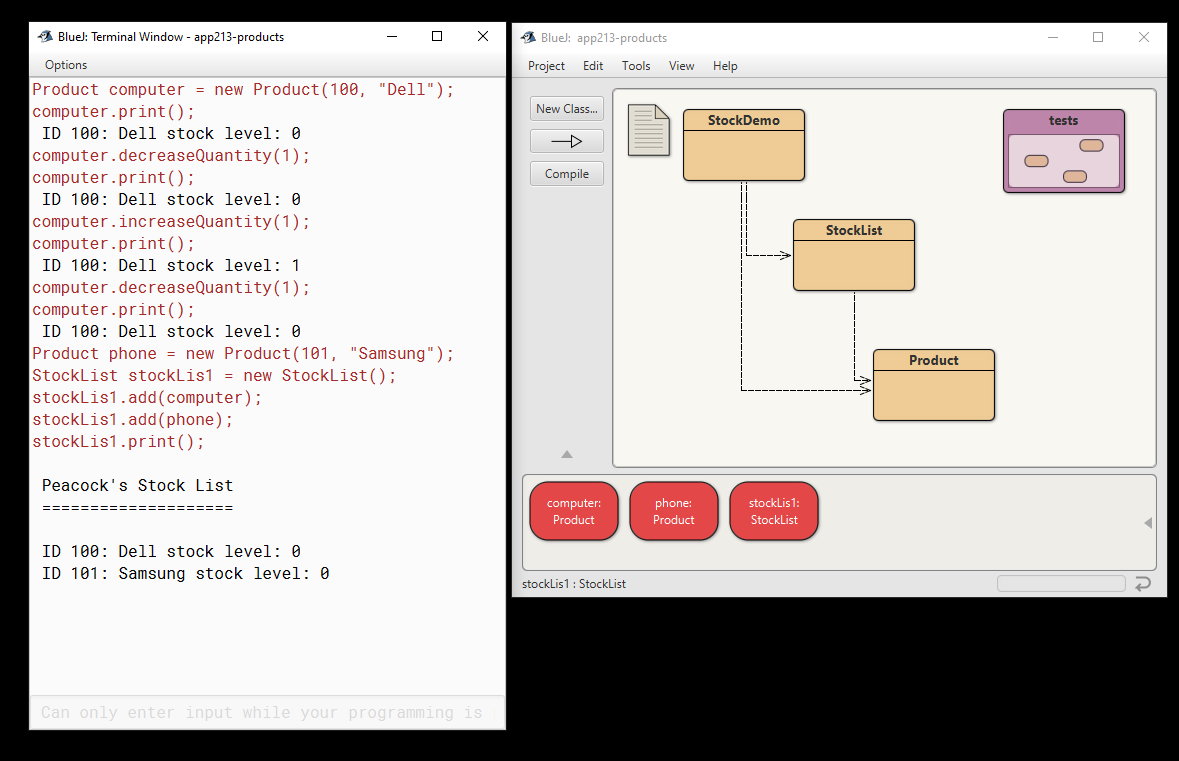 BlueJ: Terminal Window - app213-products
Options
Product computer = new Product(100, "Dell");
computer.print();
ID 100: Dell stock level: 0
computer.decreaseQuantity(1);
computer.print();
ID 100: Dell stock level: 0
computer.increaseQuantity(1);
computer.print();
ID 100: Dell stock level: 1
computer.decreaseQuantity(1);
computer.print();
ID 100: Dell stock level: 0
Product phone = new Product(101, "Samsung");
StockList stockLis1 = new StockList();
stockLis1.add(computer);
stockLis1.add(phone);
stockLis1.print();
Peacock's Stock List
====================
ID 100: Dell stock level: 0
ID 101: Samsung stock level: 0
Can only enter input while your programming is
BlueJ: app213-products
Project Edit Tools View Help
New Class...
Compile
StockDemo
tests
StockList
Product
computer:
Product
phone:
Product
stockLis1:
StockList
stockLis1 : StockList